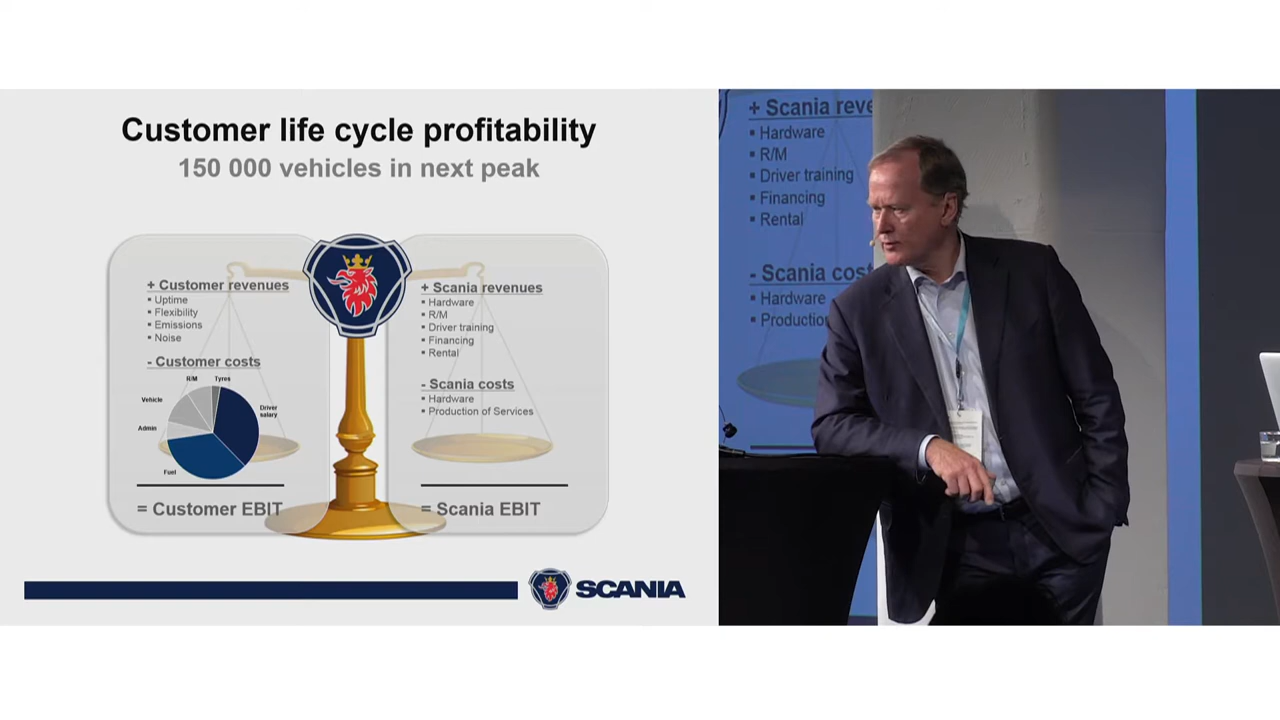 Customer life cycle profitability
150 000 vehicles in next peak
+ Customer revenues
▪ Uptime
▪ Flexibility
▪ Emissions
▪ Noise
- Customer costs
R/M
Tyres
Vehicle
Driver
salary
Admin
Fuel
= Customer EBIT
+ Scania revenues
▪ Hardware
▪ R/M
▪ Driver training
▪ Financing
▪ Rental
- Scania costs
▪ Hardware
▪ Production of Services
= Scania EBIT
SCANIA
+ Scania reve
▪ Hardware
▪ R/M
▪ Driver training
▪ Financing
▪ Rental
- Scania cost
▪ Hardware
▪ Production